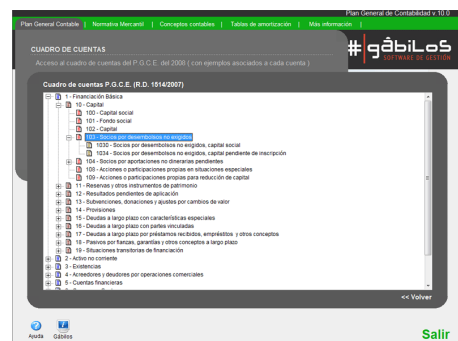 Plan General de Contabilidad v 10.0
Plan General Contable | Normativa Mercantil | Conceptos contables | Tablas de amortización | Más información |
CUADRO DE CUENTAS
Acceso al cuadro de cuentas del P.G.C.E. del 2008 ( con ejemplos asociados a cada cuenta )
# gábiLoS
SOFTWARE DE GESTIÓN
Cuadro de cuentas P.G.C.E. (R.D. 1514/2007)
1 - Financiación Básica
10 - Capital
100 - Capital social
101 - Fondo social
102 - Capital
103 - Socios por desembolsos no exigidos
1030 - Socios por desembolsos no exigidos, capital social
1034 - Socios por desembolsos no exigidos, capital pendiente de inscripción
104 - Socios por aportaciones no dinerarias pendientes
108 - Acciones o participaciones propias en situaciones especiales
109 - Acciones o participaciones propias para reducción de capital
11 - Reservas y otros instrumentos de patrimonio
12 - Resultados pendientes de aplicación
13 - Subvenciones, donaciones y ajustes por cambios de valor
14 - Provisiones
15 - Deudas a largo plazo con características especiales
16 - Deudas a largo plazo con partes vinculadas
17 - Deudas a largo plazo por préstamos recibidos, empréstitos y otros conceptos
18 - Pasivos por fianzas, garantías y otros conceptos a largo plazo
19 - Situaciones transitorias de financiación
2 - Activo no corriente
3 - Existencias
4 - Acreedores y deudores por operaciones comerciales
5 - Cuentas financieras
<< Volver
Ayuda Gábilos
Salir